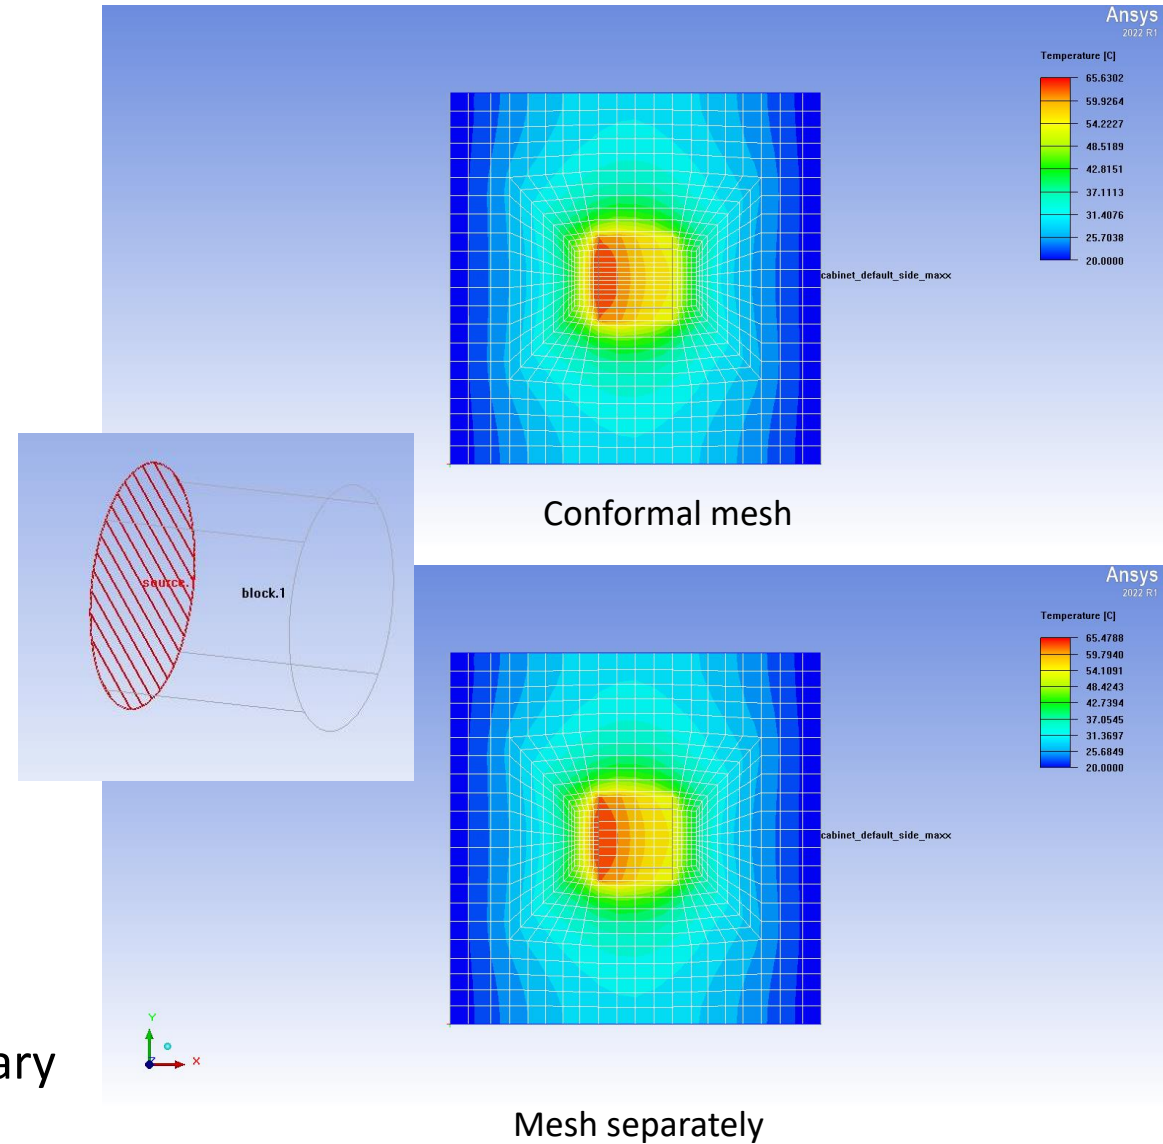 Ansys
2022 R1
Temperature [C]
65.6302
59.9264
54.2227
48.5189
42.8151
37.1113
31.4076
25.7038
20.0000
cabinet_default_side_maxx
Conformal mesh
source.
block.1
Ansys
2022 R1
Temperature [C]
65.4788
59.7940
54.1091
48.4243
42.7394
37.0545
31.3697
25.6849
20.0000
cabinet_default_side_maxx
Y
Z
X
ary
Mesh separately